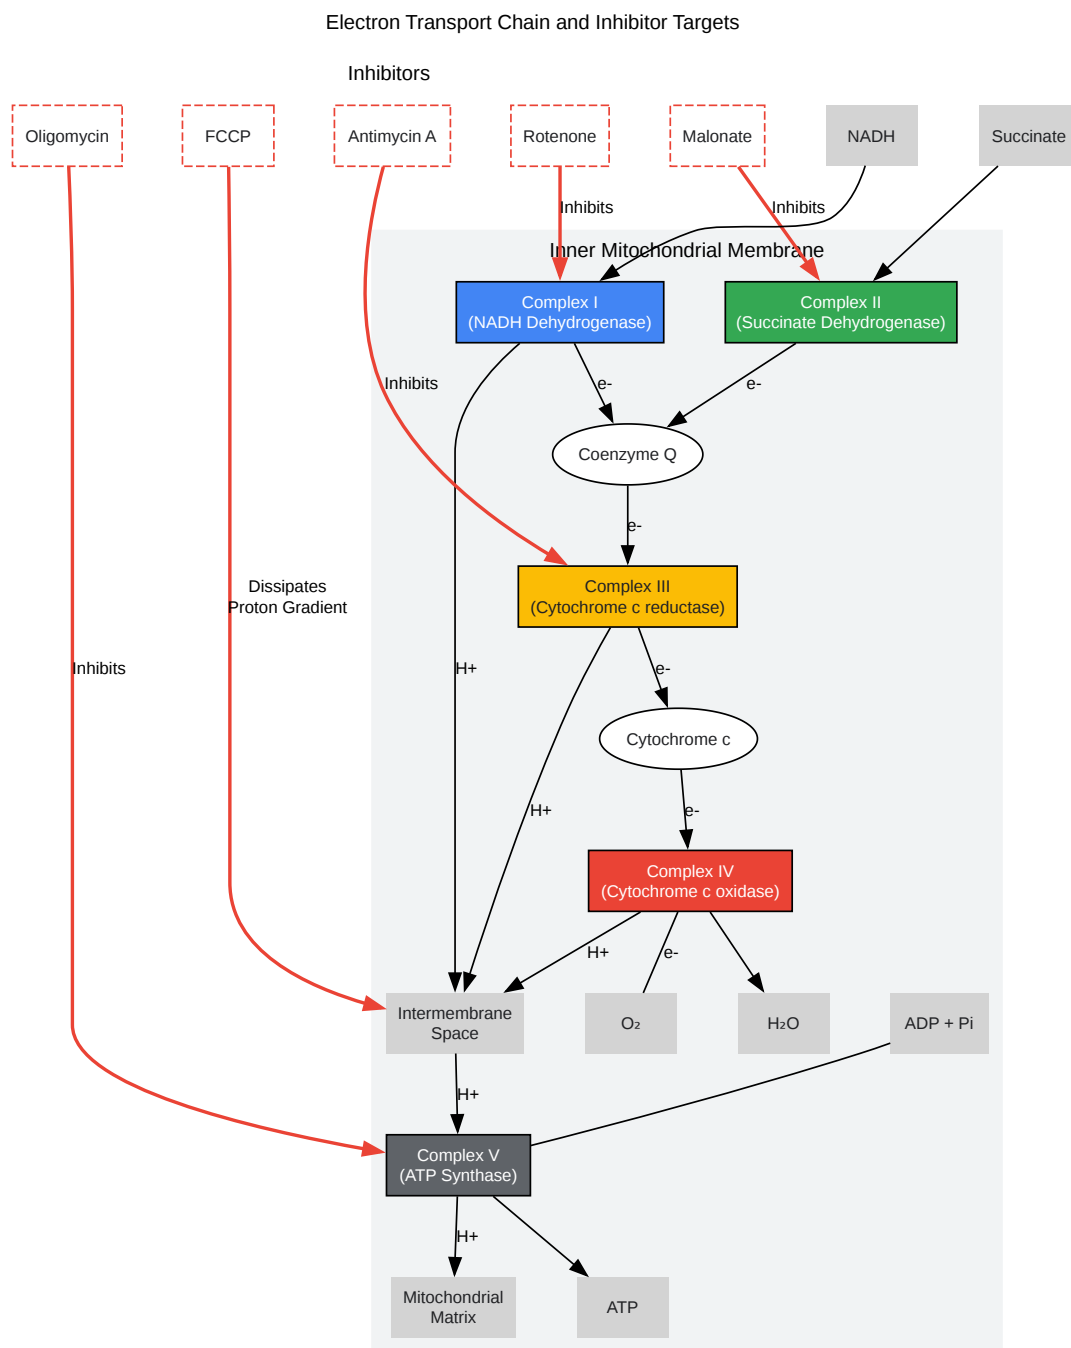 Electron Transport Chain and Inhibitor Targets
Inhibitors
Oligomycin
FCCP
Antimycin A
Rotenone
Malonate
NADH
Succinate
Inhibits
Inhibits
Inner Mitochondrial Membrane
Complex I
(NADH Dehydrogenase)
Complex II
(Succinate Dehydrogenase)
Inhibits
e-
e-
Coenzyme Q
e-
Complex III
(Cytochrome c reductase)
Dissipates
Proton Gradient
Inhibits
H+
e-
Cytochrome c
H+
e-
Complex IV
(Cytochrome c oxidase)
H+
e-
Intermembrane
Space
O₂
H₂O
ADP + Pi
H+
Complex V
(ATP Synthase)
H+
Mitochondrial
Matrix
ATP